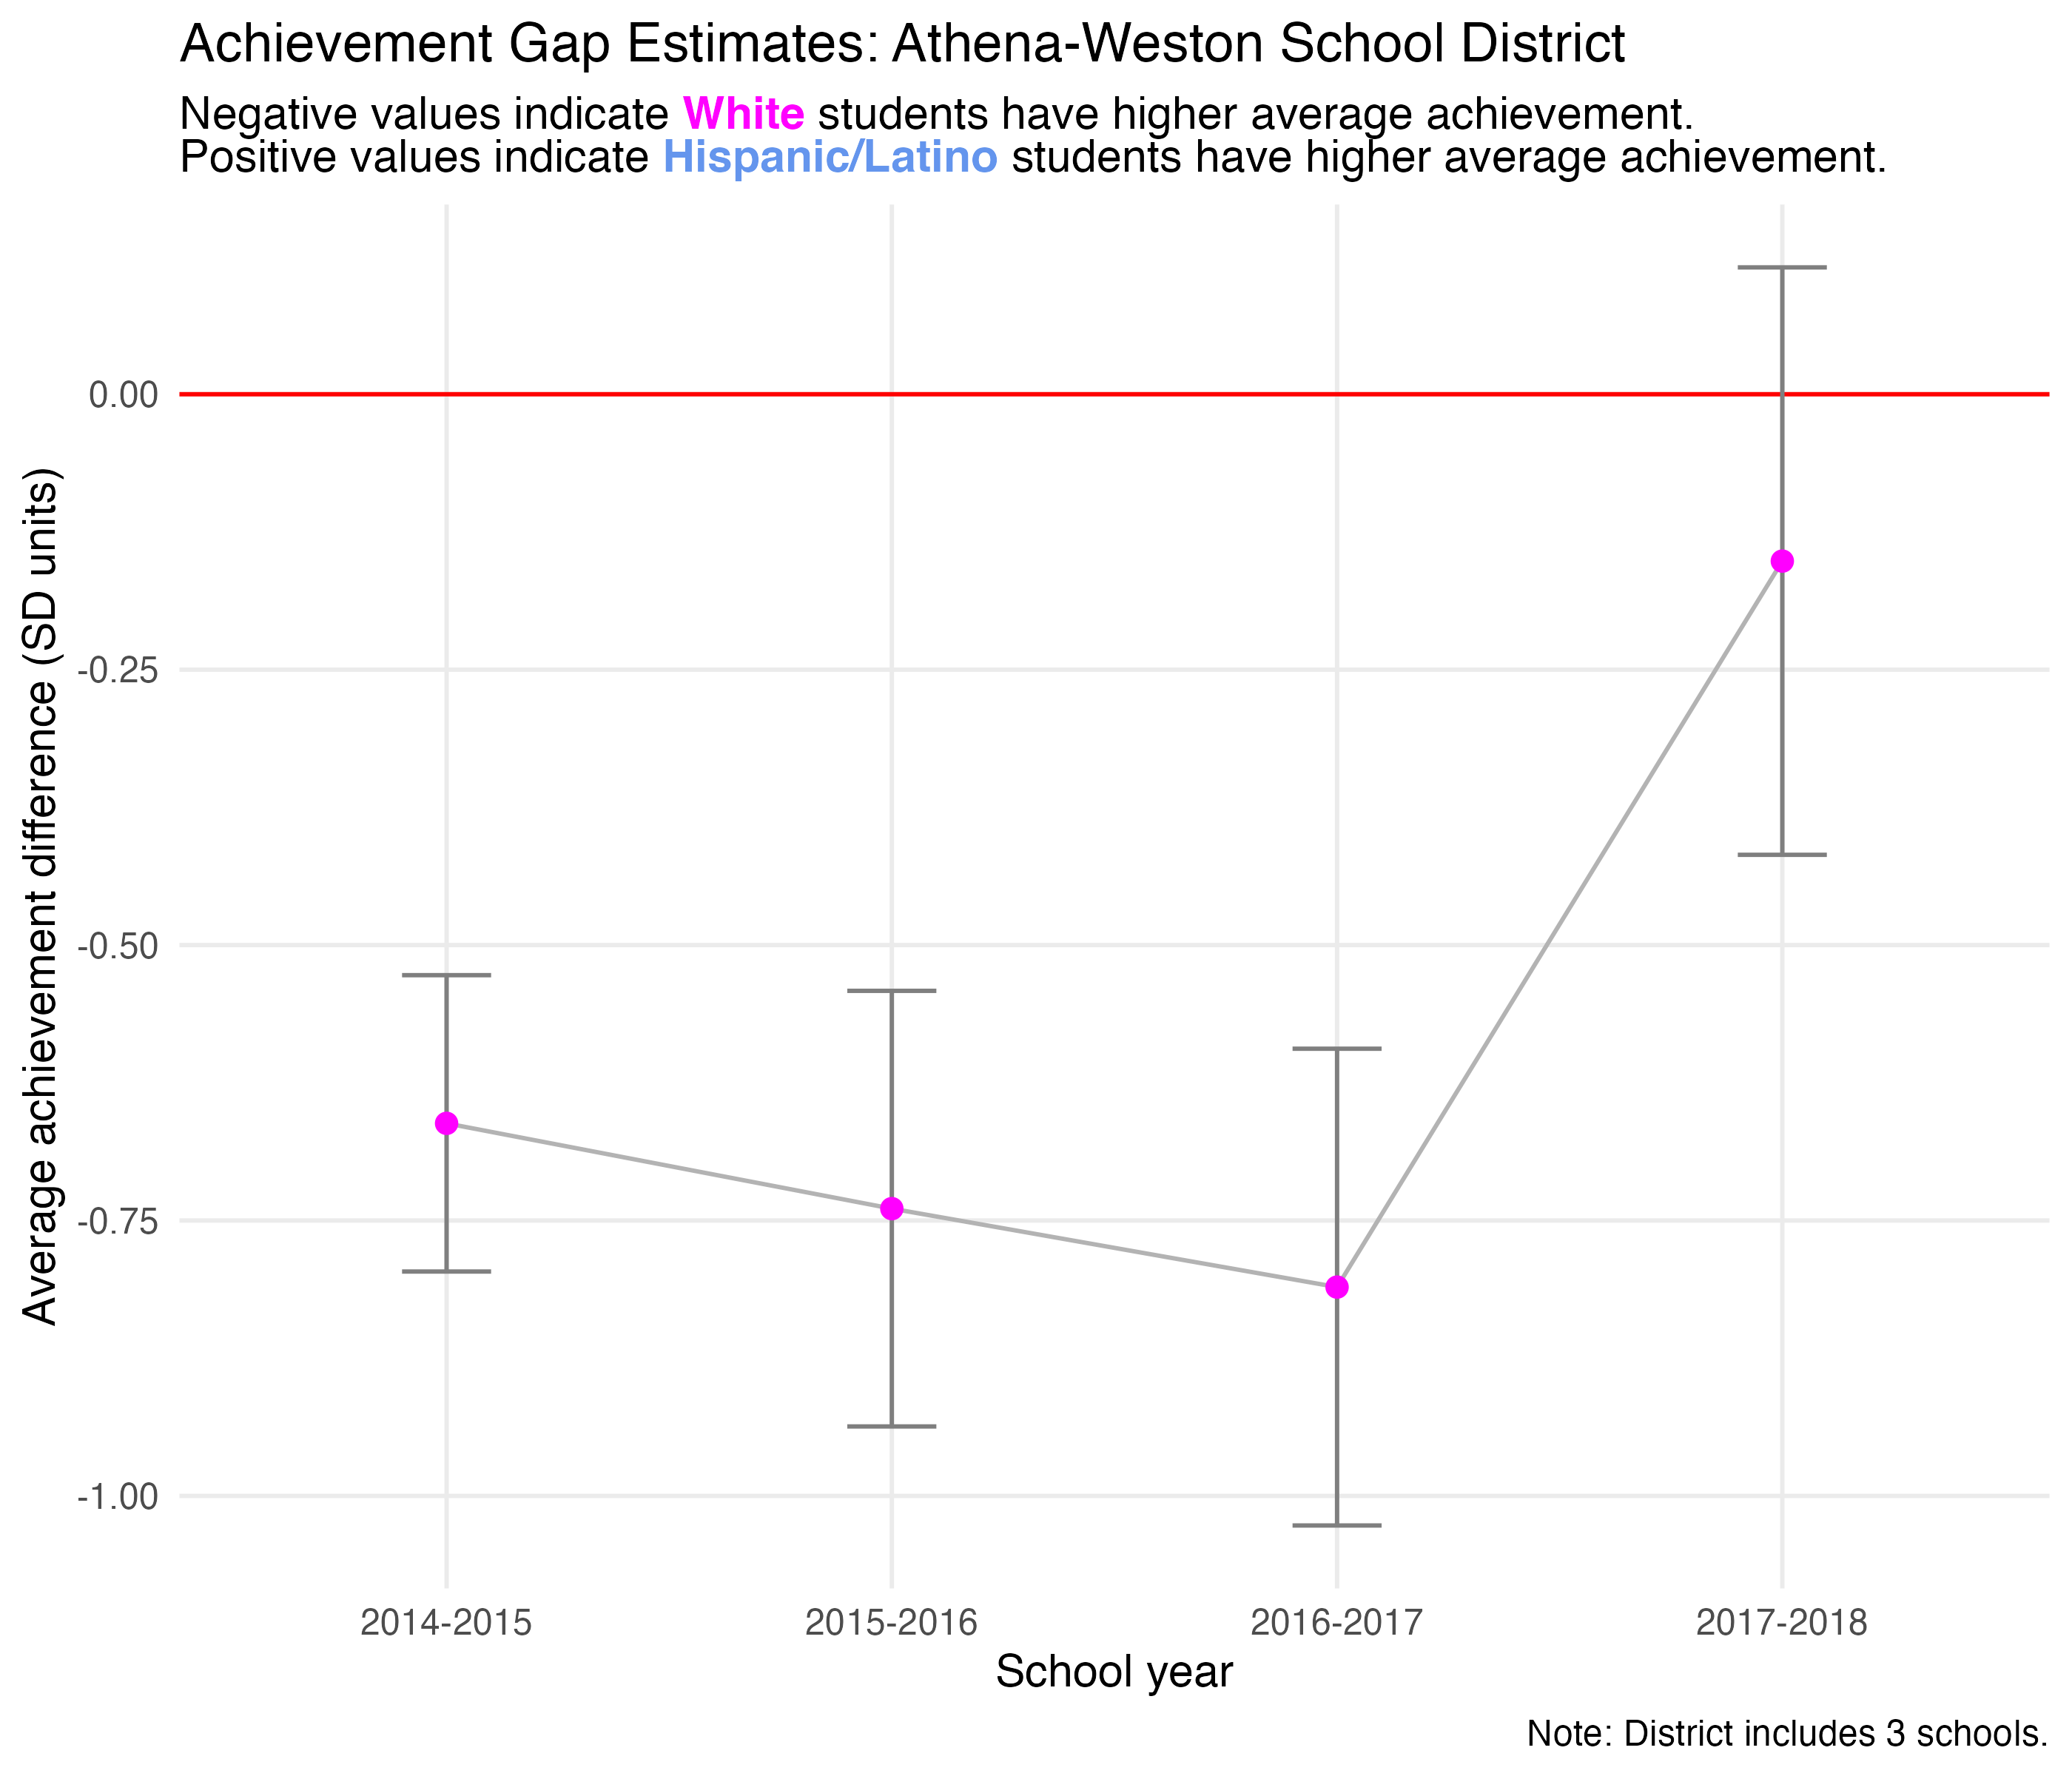 Achievement Gap Estimates: Athena-Weston School District
Negative values indicate White students have higher average achievement.
Positive values indicate Hispanic/Latino students have higher average achievement.
Average achievement difference (SD units)
0.00
-0.25
-0.50
-0.75
-1.00
2014-2015
2015-2016
2016-2017
2017-2018
School year
Note: District includes 3 schools.